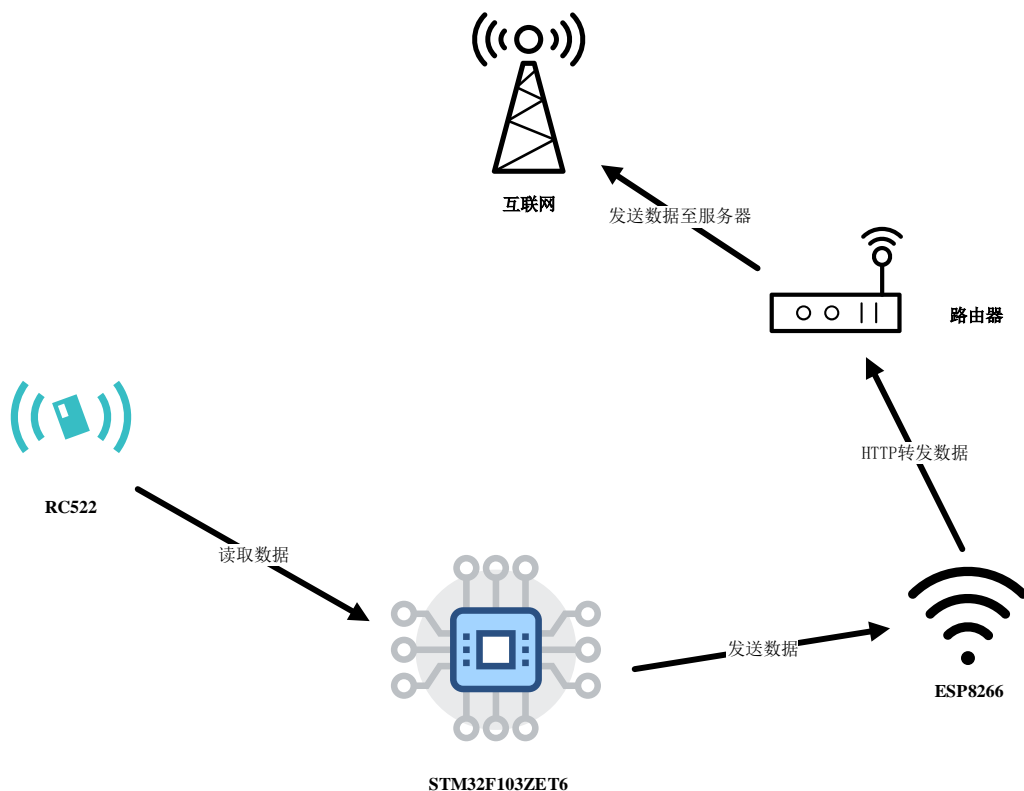 互联网
发送数据至服务器
路由器
HTTP转发数据
RC522
读取数据
发送数据
ESP8266
STM32F103ZET6